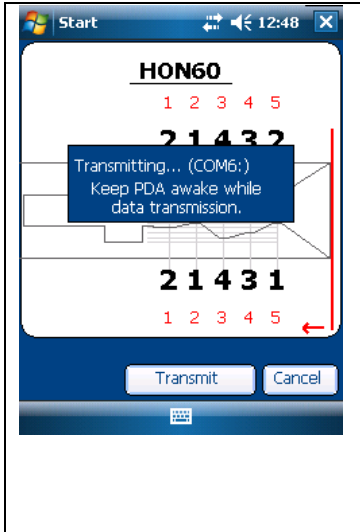 Start 12:48
HON60
1 2 3 4 5
2 1 4 3 2
Transmitting... (COM6:)
Keep PDA awake while
data transmission.
2 1 4 3 1
1 2 3 4 5
Transmit Cancel